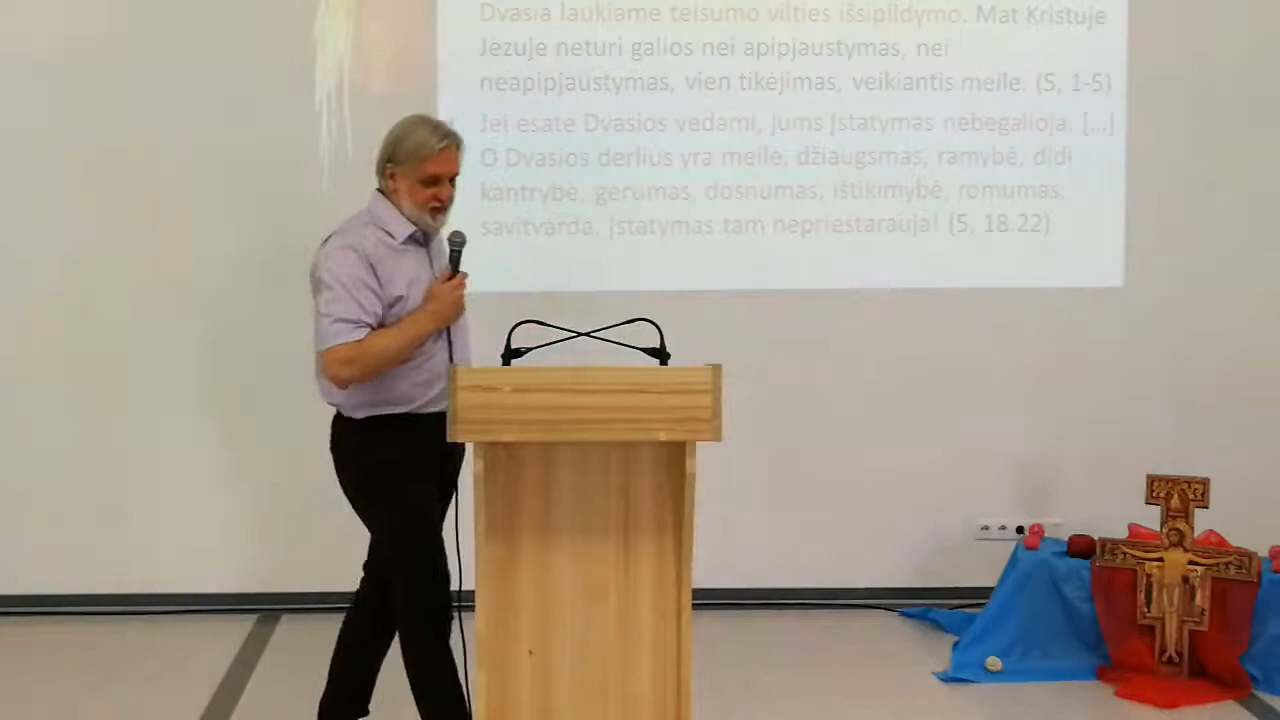 Dvasia laukiame teisumo vilties išsipildymo. Mat Kristuje
Jėzuje neturi galios nei apipjaustymas, nei
neapipjaustymas, vien tikėjimas, veikiantis meile. (5, 1-5)
Jei esate Dvasios vedami, jums Įstatymas nebegalioja. [...]
O Dvasios derlius yra meilė, džiaugsmas, ramybė, didi
kantrybė, gerumas, dosnumas, ištikimybė, romumas,
savitvarda. Įstatymas tam neprieštarauja! (5, 18.22)